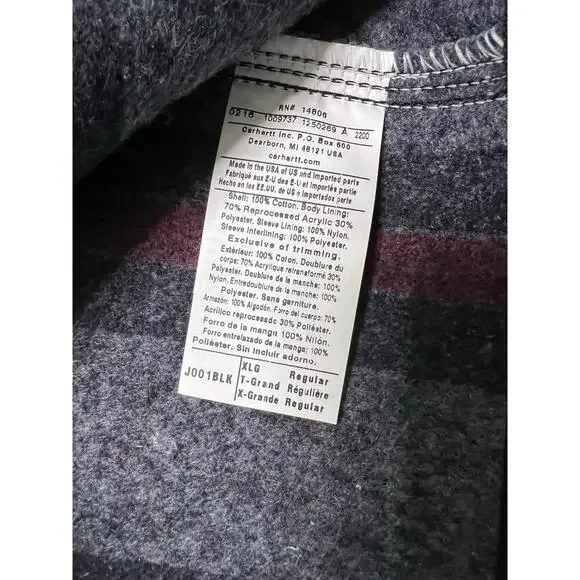 RN# 14806
0216 1009737 1250269 A 2200
Carhartt Inc. P.O. Box 600
Dearborn, MI 48121 USA
carhartt.com
Made in the USA of US and imported parts
Fabriqué aux E-U des E-U et importés partie
Hecho en los EE.UU. de US e importados parte
Shell: 100% Cotton. Body Lining:
70% Reprocessed Acrylic 30%
Polyester. Sleeve Lining: 100% Nylon.
Sleeve Interlining: 100% Polyester.
Exclusive of trimming.
Extérieur: 100% Coton. Doublure du
corps: 70% Acrylique retransformé 30%
Polyester. Doublure de la manche: 100%
Nylon. Entredoublure de la manche: 100%
Polyester. Sans garniture.
Armazón: 100% Algodón. Forro del cuerpo: 70%
Acrílico reprocesado 30% Poliéster.
Forro de la manga 100% Nilón.
Forro entrelazado de la manga: 100%
Poliéster. Sin incluir adorno.
J001BLK
XLG Regular
T-Grand Régulière
X-Grande Regular